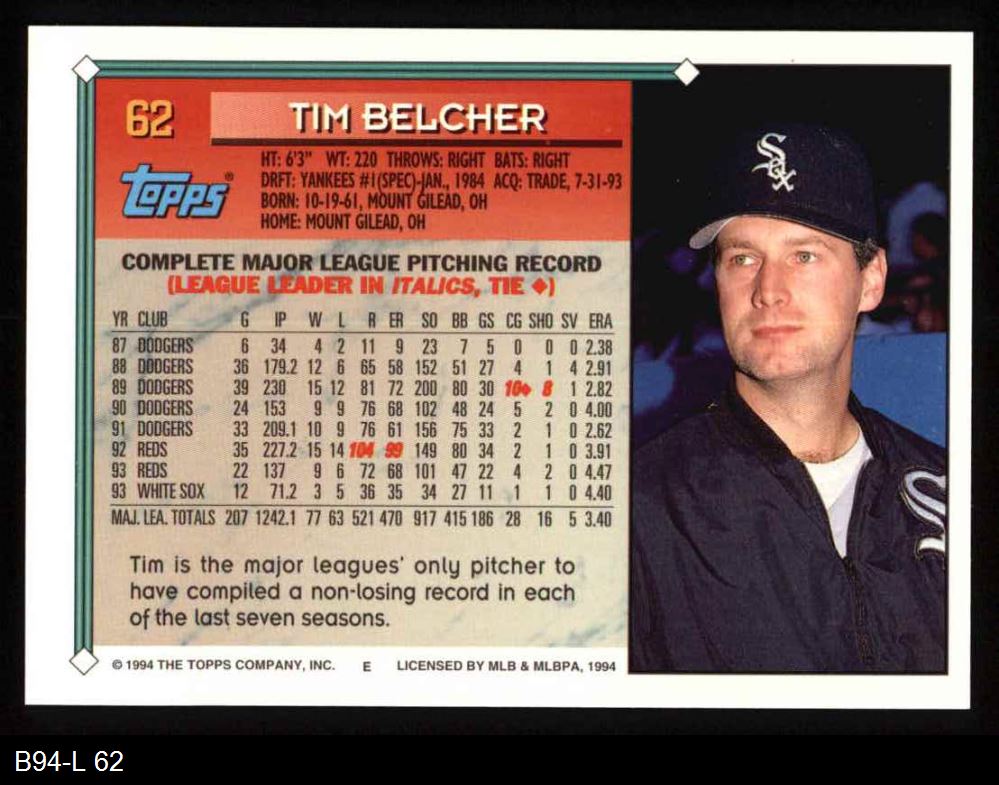 62
TIM BELCHER
Topps®
HT: 6'3" WT: 220 THROWS: RIGHT BATS: RIGHT
DRFT: YANKEES #1(SPEC)-JAN., 1984 ACQ: TRADE, 7-31-93
BORN: 10-19-61, MOUNT GILEAD, OH
HOME: MOUNT GILEAD, OH
Sox
COMPLETE MAJOR LEAGUE PITCHING RECORD
(LEAGUE LEADER IN ITALICS, TIE ♦)
YR CLUB G IP W L R ER SO BB GS CG SHO SV ERA
87 DODGERS 6 34 4 2 11 9 23 7 5 0 0 0 2.38
88 DODGERS 36 179.2 12 6 65 58 152 51 27 4 1 4 2.91
89 DODGERS 39 230 15 12 81 72 200 80 30 10♦ 8 1 2.82
90 DODGERS 24 153 9 9 76 68 102 48 24 5 2 0 4.00
91 DODGERS 33 209.1 10 9 76 61 156 75 33 2 1 0 2.62
92 REDS 35 227.2 15 14 104 99 149 80 34 2 1 0 3.91
93 REDS 22 137 9 6 72 68 101 47 22 4 2 0 4.47
93 WHITE SOX 12 71.2 3 5 36 35 34 27 11 1 1 0 4.40
MAJ. LEA. TOTALS 207 1242.1 77 63 521 470 917 415 186 28 16 5 3.40
Tim is the major leagues' only pitcher to
have compiled a non-losing record in each
of the last seven seasons.
© 1994 THE TOPPS COMPANY, INC. E LICENSED BY MLB & MLBPA, 1994
B94-L 62